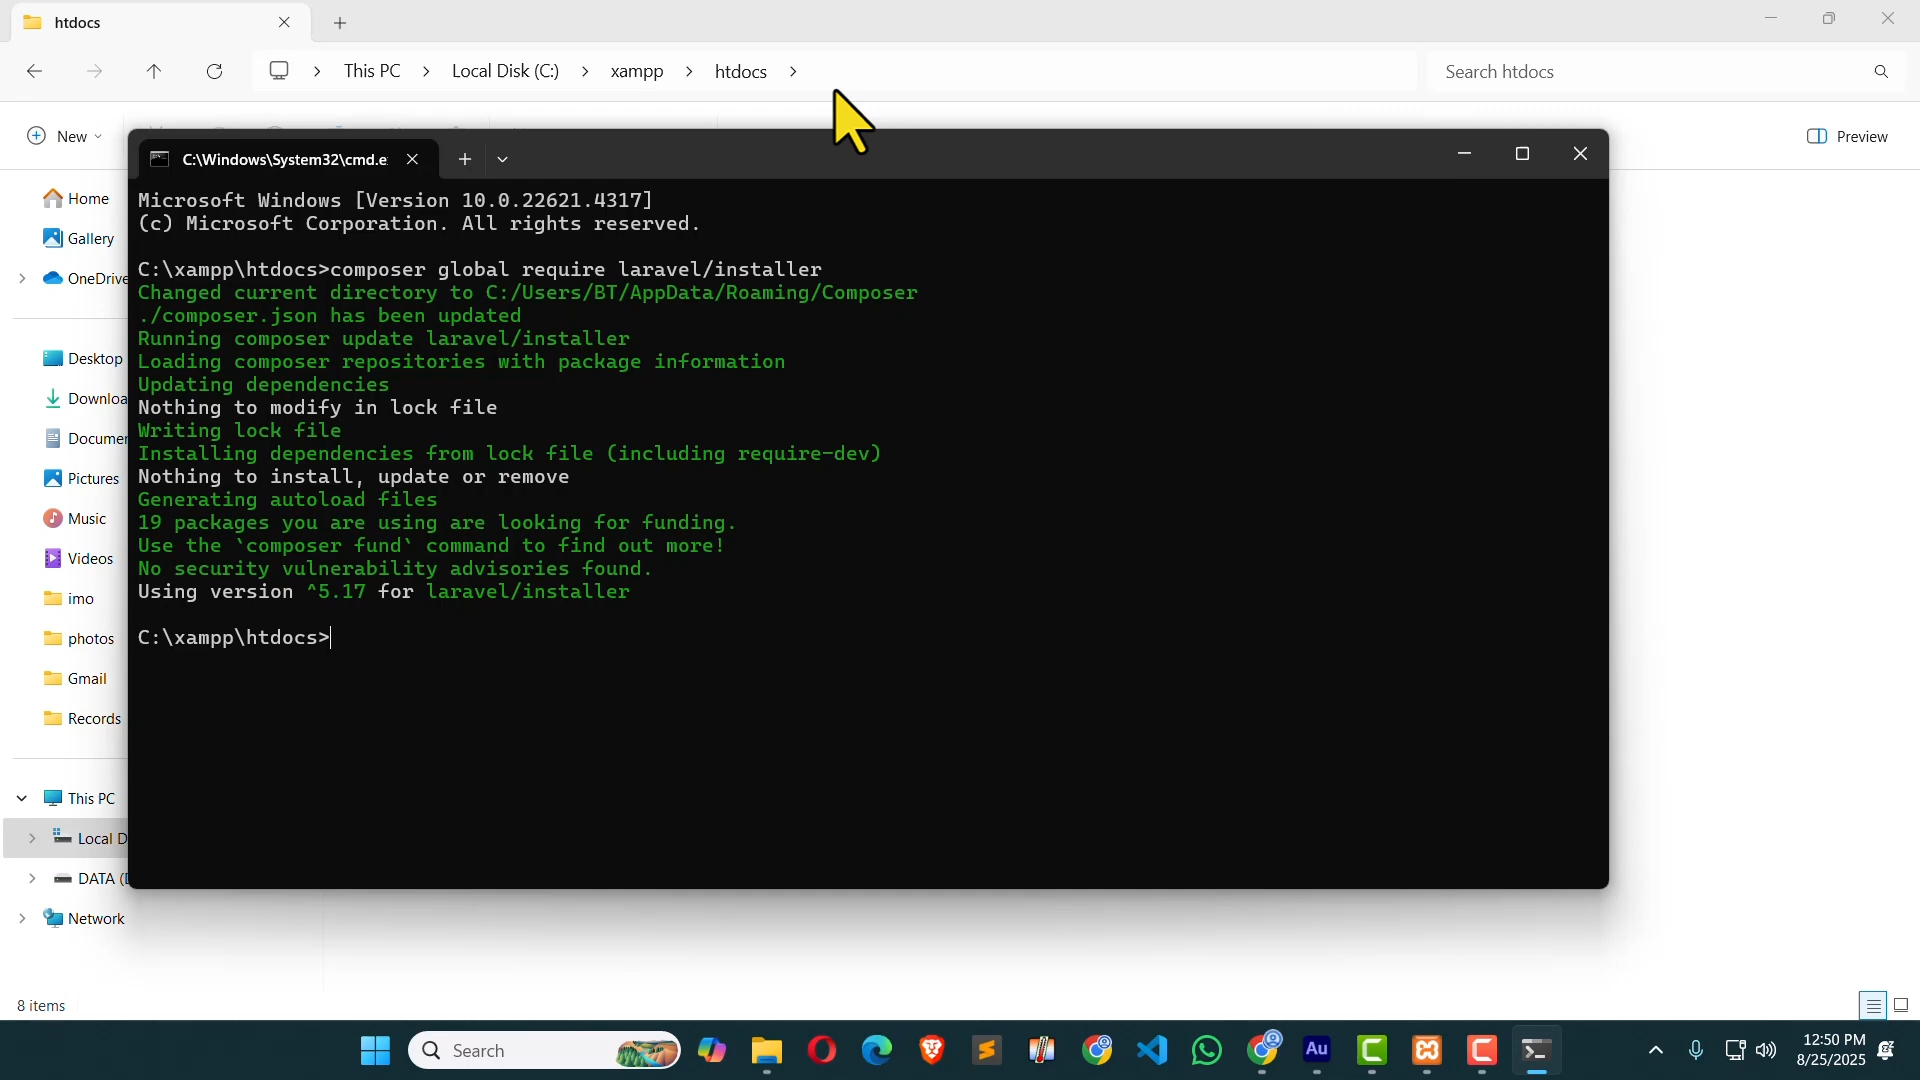 htdocs
This PC > Local Disk (C:) > xampp > htdocs >
Search htdocs
New
Preview
C:\Windows\System32\cmd.e
Home
Gallery
OneDrive
Desktop
Downloa
Documen
Pictures
Music
Videos
imo
photos
Gmail
Records
This PC
Local D
DATA (D
Network
Microsoft Windows [Version 10.0.22621.4317]
(c) Microsoft Corporation. All rights reserved.
C:\xampp\htdocs>composer global require laravel/installer
Changed current directory to C:/Users/BT/AppData/Roaming/Composer
./composer.json has been updated
Running composer update laravel/installer
Loading composer repositories with package information
Updating dependencies
Nothing to modify in lock file
Writing lock file
Installing dependencies from lock file (including require-dev)
Nothing to install, update or remove
Generating autoload files
19 packages you are using are looking for funding.
Use the `composer fund` command to find out more!
No security vulnerability advisories found.
Using version ^5.17 for laravel/installer
C:\xampp\htdocs>
8 items
Search
Au
12:50 PM
8/25/2025